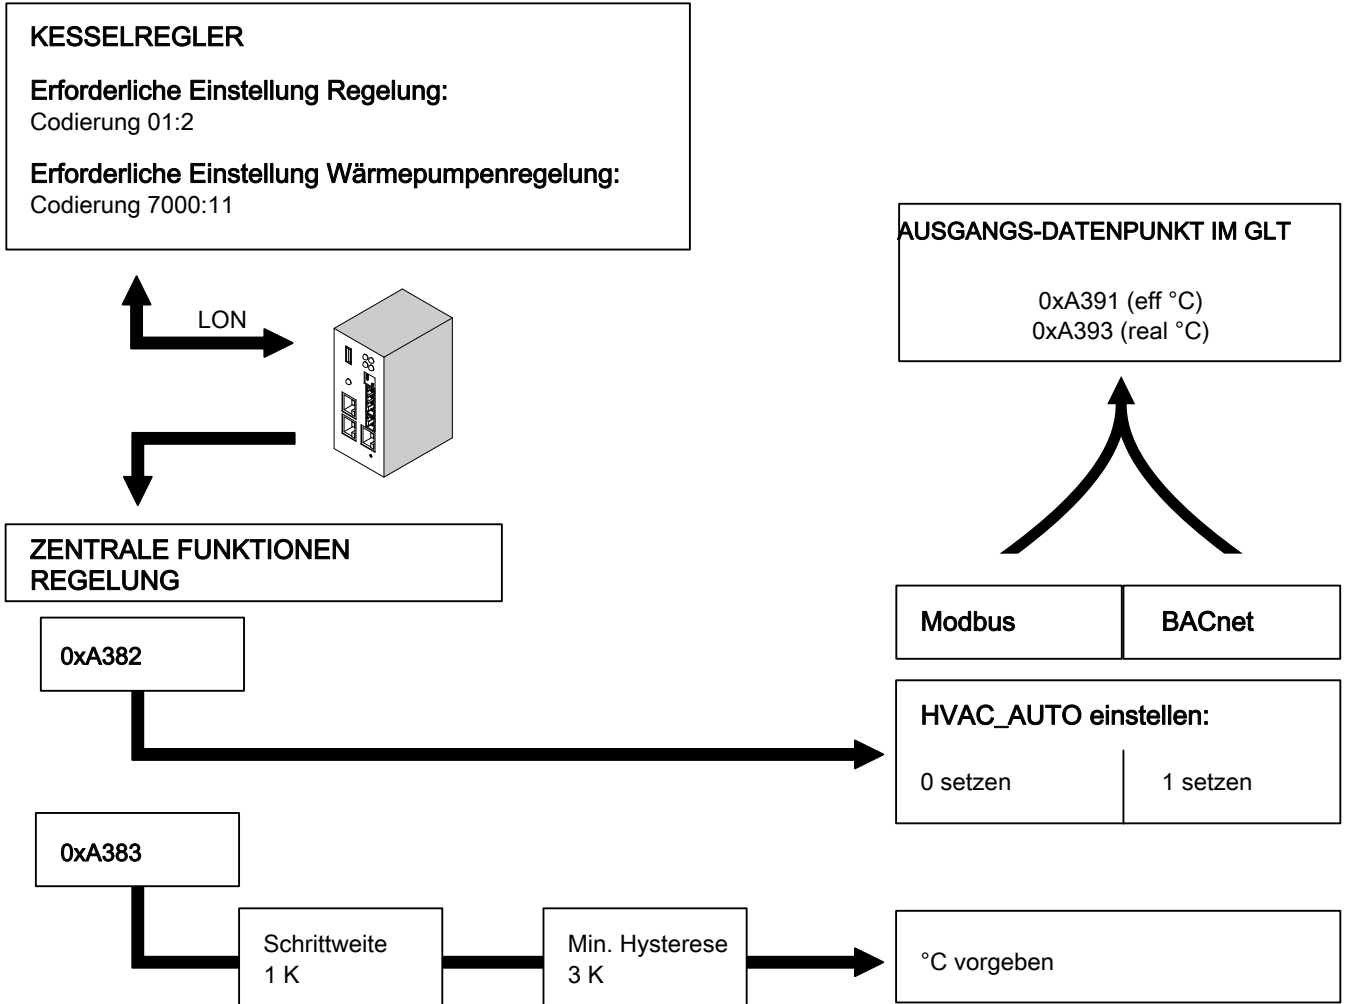 KESSELREGLER
Erforderliche Einstellung Regelung:
Codierung 01:2
Erforderliche Einstellung Wärmepumpenregelung:
Codierung 7000:11
AUSGANGS-DATENPUNKT IM GLT
0xA391 (eff °C)
0xA393 (real °C)
LON
ZENTRALE FUNKTIONEN
REGELUNG
Modbus
BACnet
0xA382
HVAC_AUTO einstellen:
0 setzen
1 setzen
0xA383
Schrittweite
1 K
Min. Hysterese
3 K
°C vorgeben